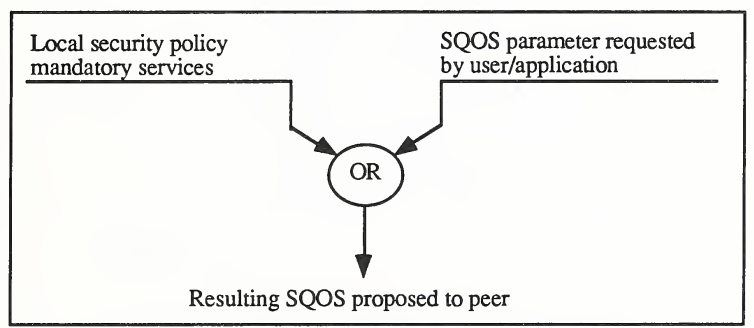 Local security policy
mandatory services
SQOS parameter requested
by user/application
OR
Resulting SQOS proposed to peer